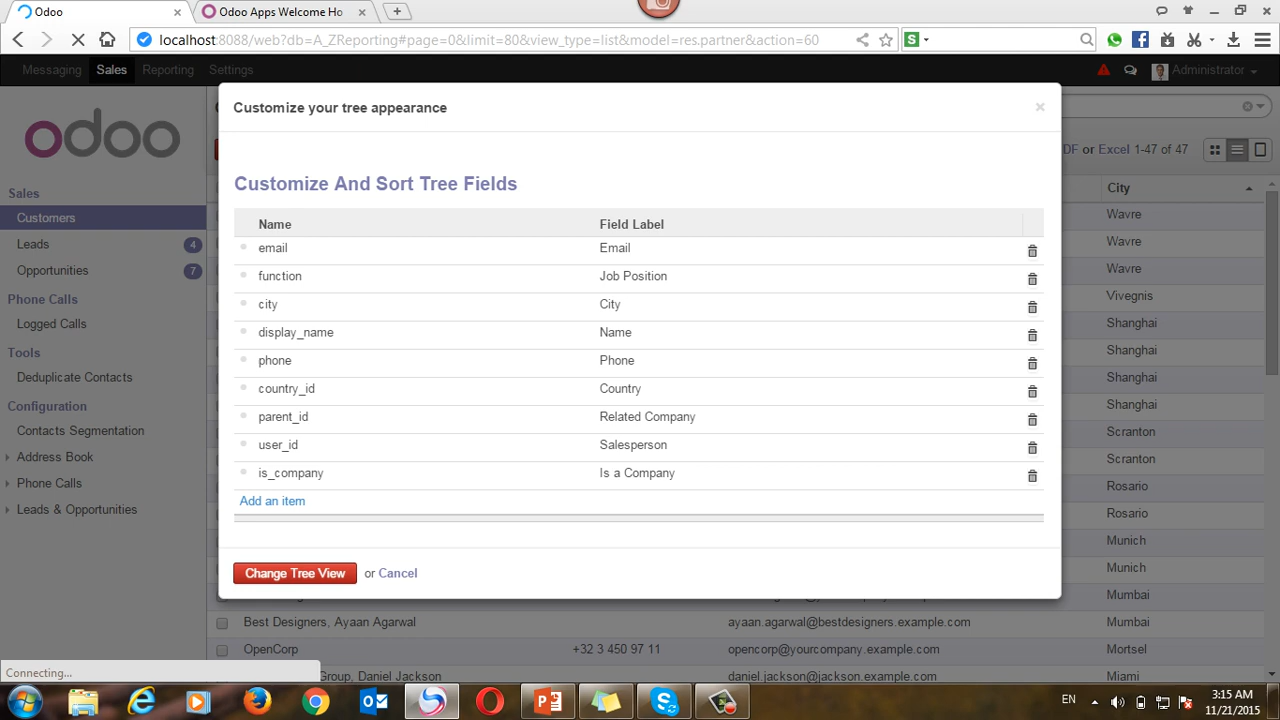 Odoo
Odoo Apps Welcome Ho
localhost:8088/web?db=A_ZReporting#page=0&limit=80&view_type=list&model=res.partner&action=60
S
Messaging Sales Reporting Settings
Administrator
odoo
Customize your tree appearance
DF or Excel 1-47 of 47
Customize And Sort Tree Fields
City
Sales
Customers
Leads 4
Opportunities 7
Phone Calls
Logged Calls
Tools
Deduplicate Contacts
Configuration
Contacts Segmentation
Address Book
Phone Calls
Leads & Opportunities
Name Field Label
email Email
function Job Position
city City
display_name Name
phone Phone
country_id Country
parent_id Related Company
user_id Salesperson
is_company Is a Company
Add an item
Change Tree View or Cancel
Wavre
Wavre
Wavre
Vivegnis
Shanghai
Shanghai
Shanghai
Shanghai
Scranton
Scranton
Rosario
Rosario
Munich
Munich
Mumbai
Best Designers, Ayaan Agarwal ayaan.agarwal@bestdesigners.example.com Mumbai
OpenCorp +32 3 450 97 11 opencorp@yourcompany.example.com Mortsel
Group, Daniel Jackson daniel.jackson@jackson.example.com Miami
Connecting...
EN
3:15 AM
11/21/2015